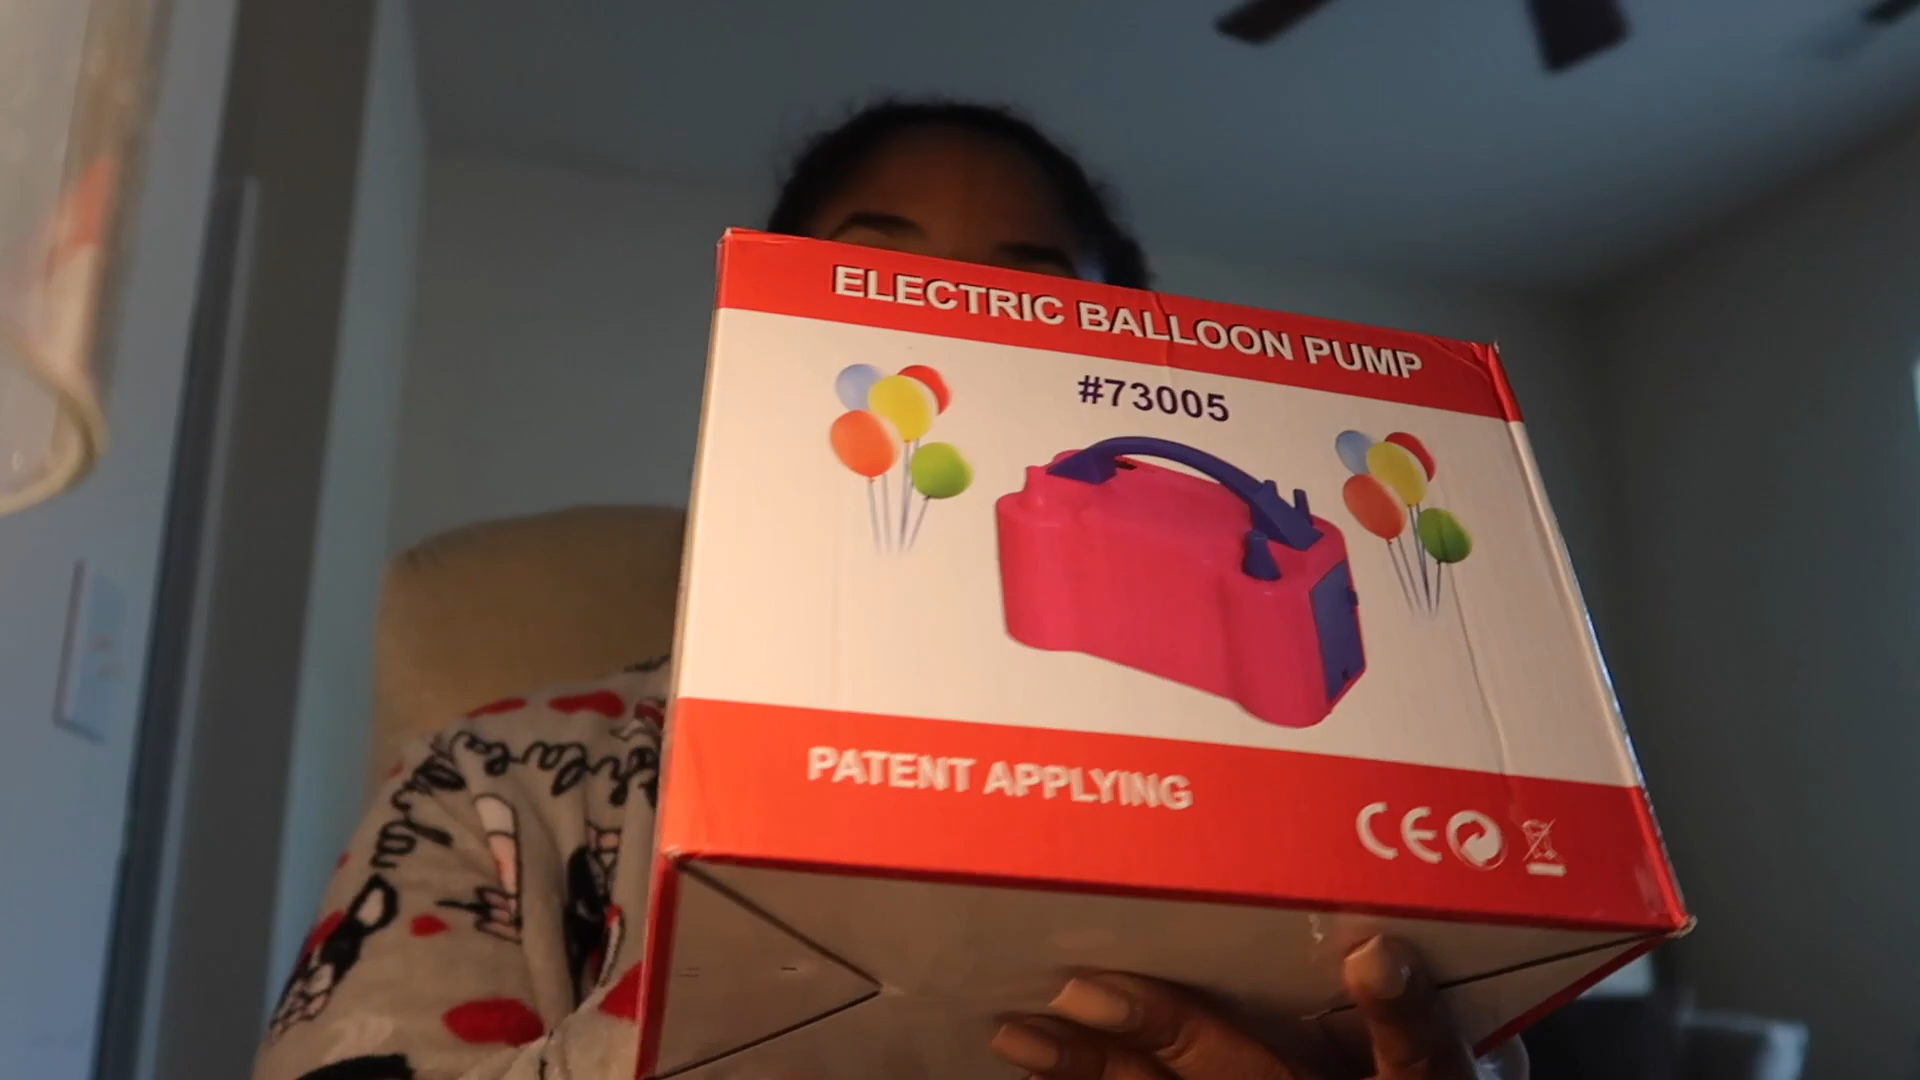 ELECTRIC BALLOON PUMP
#73005
PATENT APPLYING
CE